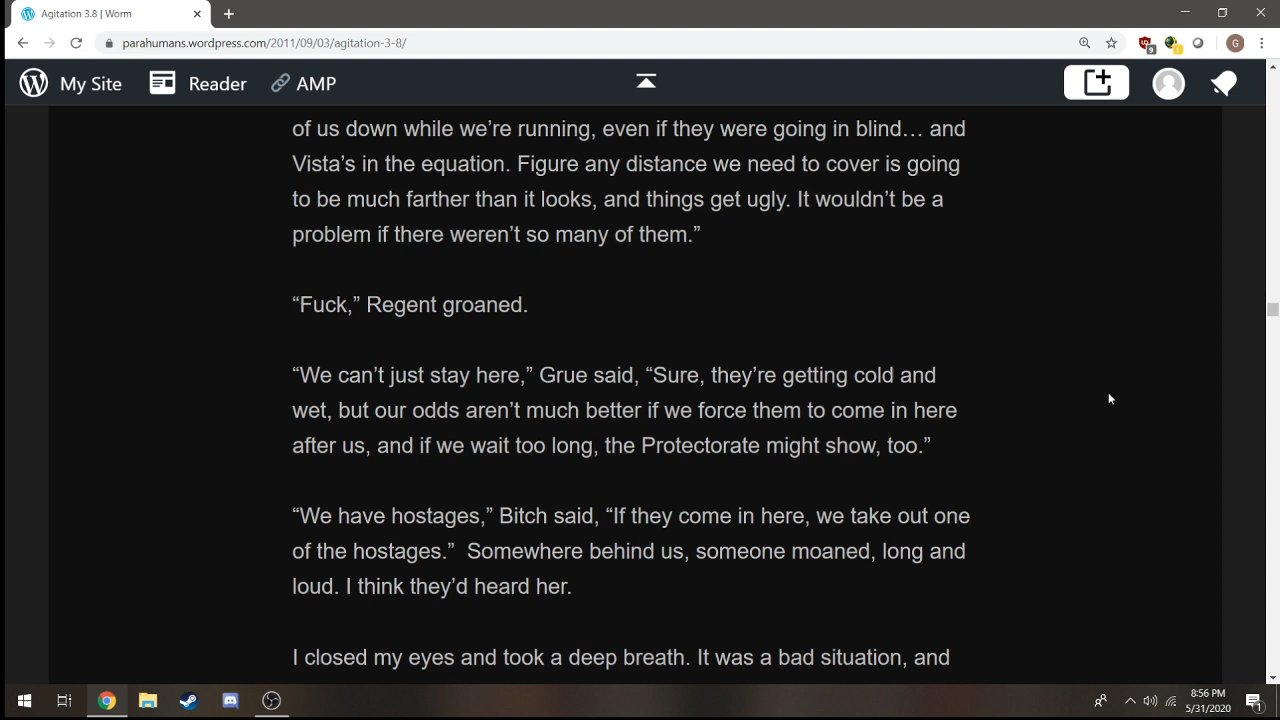 Agitation 3.8 | Worm
parahumans.wordpress.com/2011/09/03/agitation-3-8/
9
1
G
My Site
Reader
AMP
of us down while we’re running, even if they were going in blind… and
Vista’s in the equation. Figure any distance we need to cover is going
to be much farther than it looks, and things get ugly. It wouldn’t be a
problem if there weren’t so many of them.”
“Fuck,” Regent groaned.
“We can’t just stay here,” Grue said, “Sure, they’re getting cold and
wet, but our odds aren’t much better if we force them to come in here
after us, and if we wait too long, the Protectorate might show, too.”
“We have hostages,” Bitch said, “If they come in here, we take out one
of the hostages.”  Somewhere behind us, someone moaned, long and
loud. I think they’d heard her.
I closed my eyes and took a deep breath. It was a bad situation, and
8:56 PM
5/31/2020
1